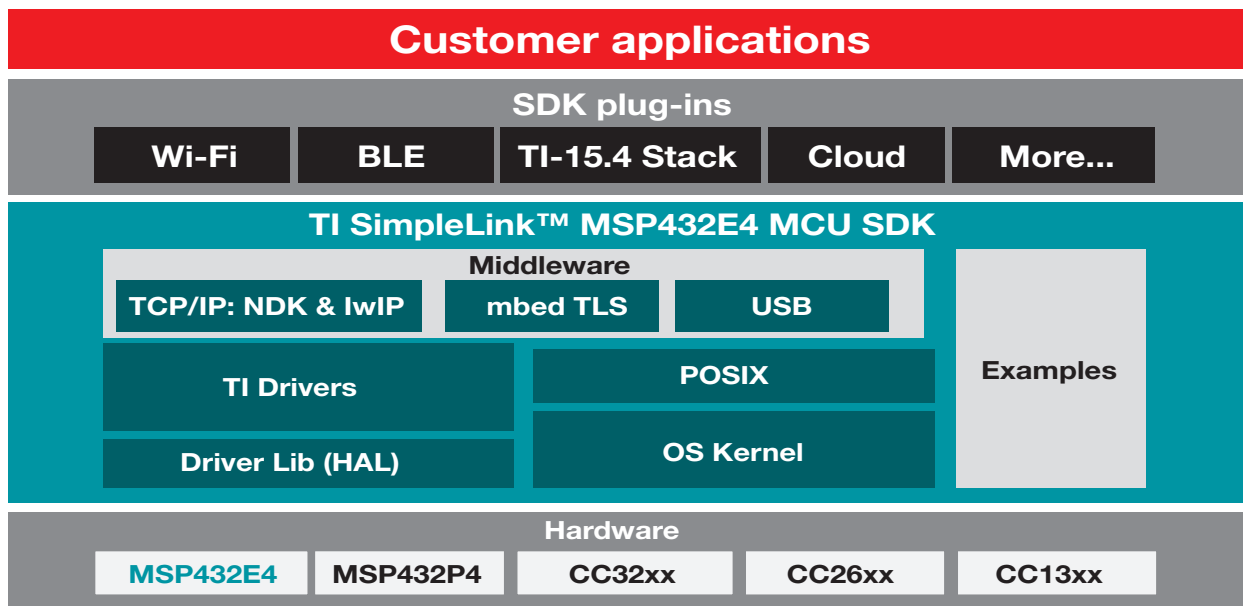 Customer applications
SDK plug-ins
Wi-Fi
BLE
TI-15.4 Stack
Cloud
More...
TI SimpleLink™ MSP432E4 MCU SDK
Middleware
TCP/IP: NDK & IwIP
mbed TLS
USB
TI Drivers
POSIX
Examples
Driver Lib (HAL)
OS Kernel
Hardware
MSP432E4
MSP432P4
CC32xx
CC26xx
CC13xx